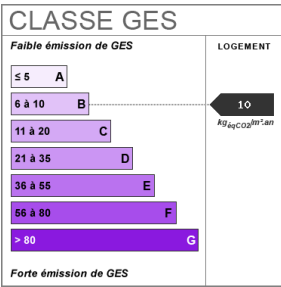 CLASSE GES
Faible émission de GES
LOGEMENT
≤ 5 A
6 à 10 B
10
kgéqCO2/m².an
11 à 20 C
21 à 35 D
36 à 55 E
56 à 80 F
> 80 G
Forte émission de GES